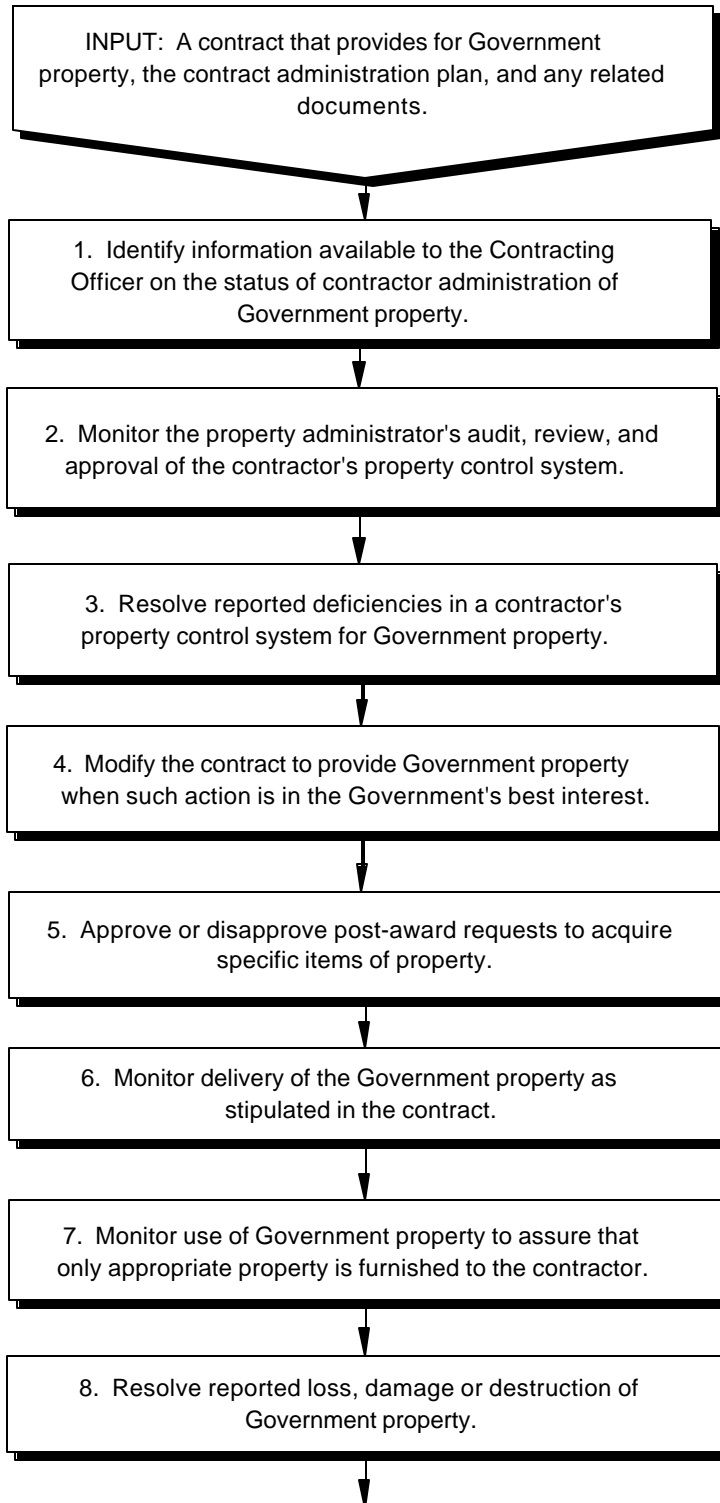 INPUT: A contract that provides for Government
property, the contract administration plan, and any related
documents.
1. Identify information available to the Contracting
Officer on the status of contractor administration of
Government property.
2. Monitor the property administrator's audit, review, and
approval of the contractor's property control system.
3. Resolve reported deficiencies in a contractor's
property control system for Government property.
4. Modify the contract to provide Government property
when such action is in the Government's best interest.
5. Approve or disapprove post-award requests to acquire
specific items of property.
6. Monitor delivery of the Government property as
stipulated in the contract.
7. Monitor use of Government property to assure that
only appropriate property is furnished to the contractor.
8. Resolve reported loss, damage or destruction of
Government property.